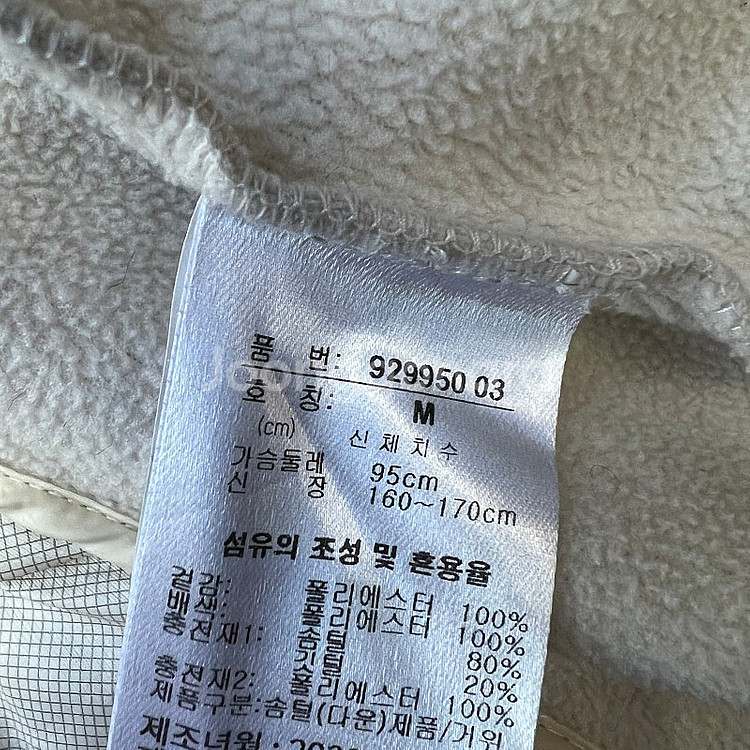 품 번: 929950 03
호 칭: M
(cm) 신체치수
가슴둘레 95cm
신 장 160~170cm
섬유의 조성 및 혼용율
겉감: 폴리에스터 100%
배색: 폴리에스터 100%
충전재1: 솜털 80%
깃털 20%
충전재2: 폴리에스터 100%
제품구분:솜털(다운)제품/거위
제조년월: